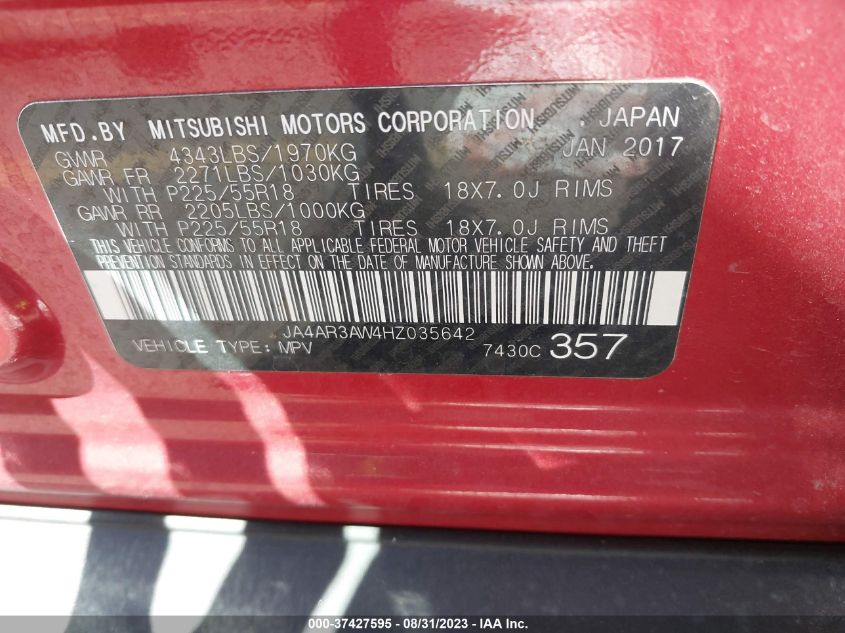 MFD.BY MITSUBISHI MOTORS CORPORATION . JAPAN
GVWR 4343LBS/1970KG JAN 2017
GAWR FR 2271LBS/1030KG
WITH P225/55R18 TIRES 18X7.0J RIMS
GAWR RR 2205LBS/1000KG
WITH P225/55R18 TIRES 18X7.0J RIMS
THIS VEHICLE CONFORMS TO ALL APPLICABLE FEDERAL MOTOR VEHICLE SAFETY AND THEFT
PREVENTION STANDARDS IN EFFECT ON THE DATE OF MANUFACTURE SHOWN ABOVE.
JA4AR3AW4HZ035642
VEHICLE TYPE: MPV 7430C 357
000-37427595 - 08/31/2023 - IAAI.com